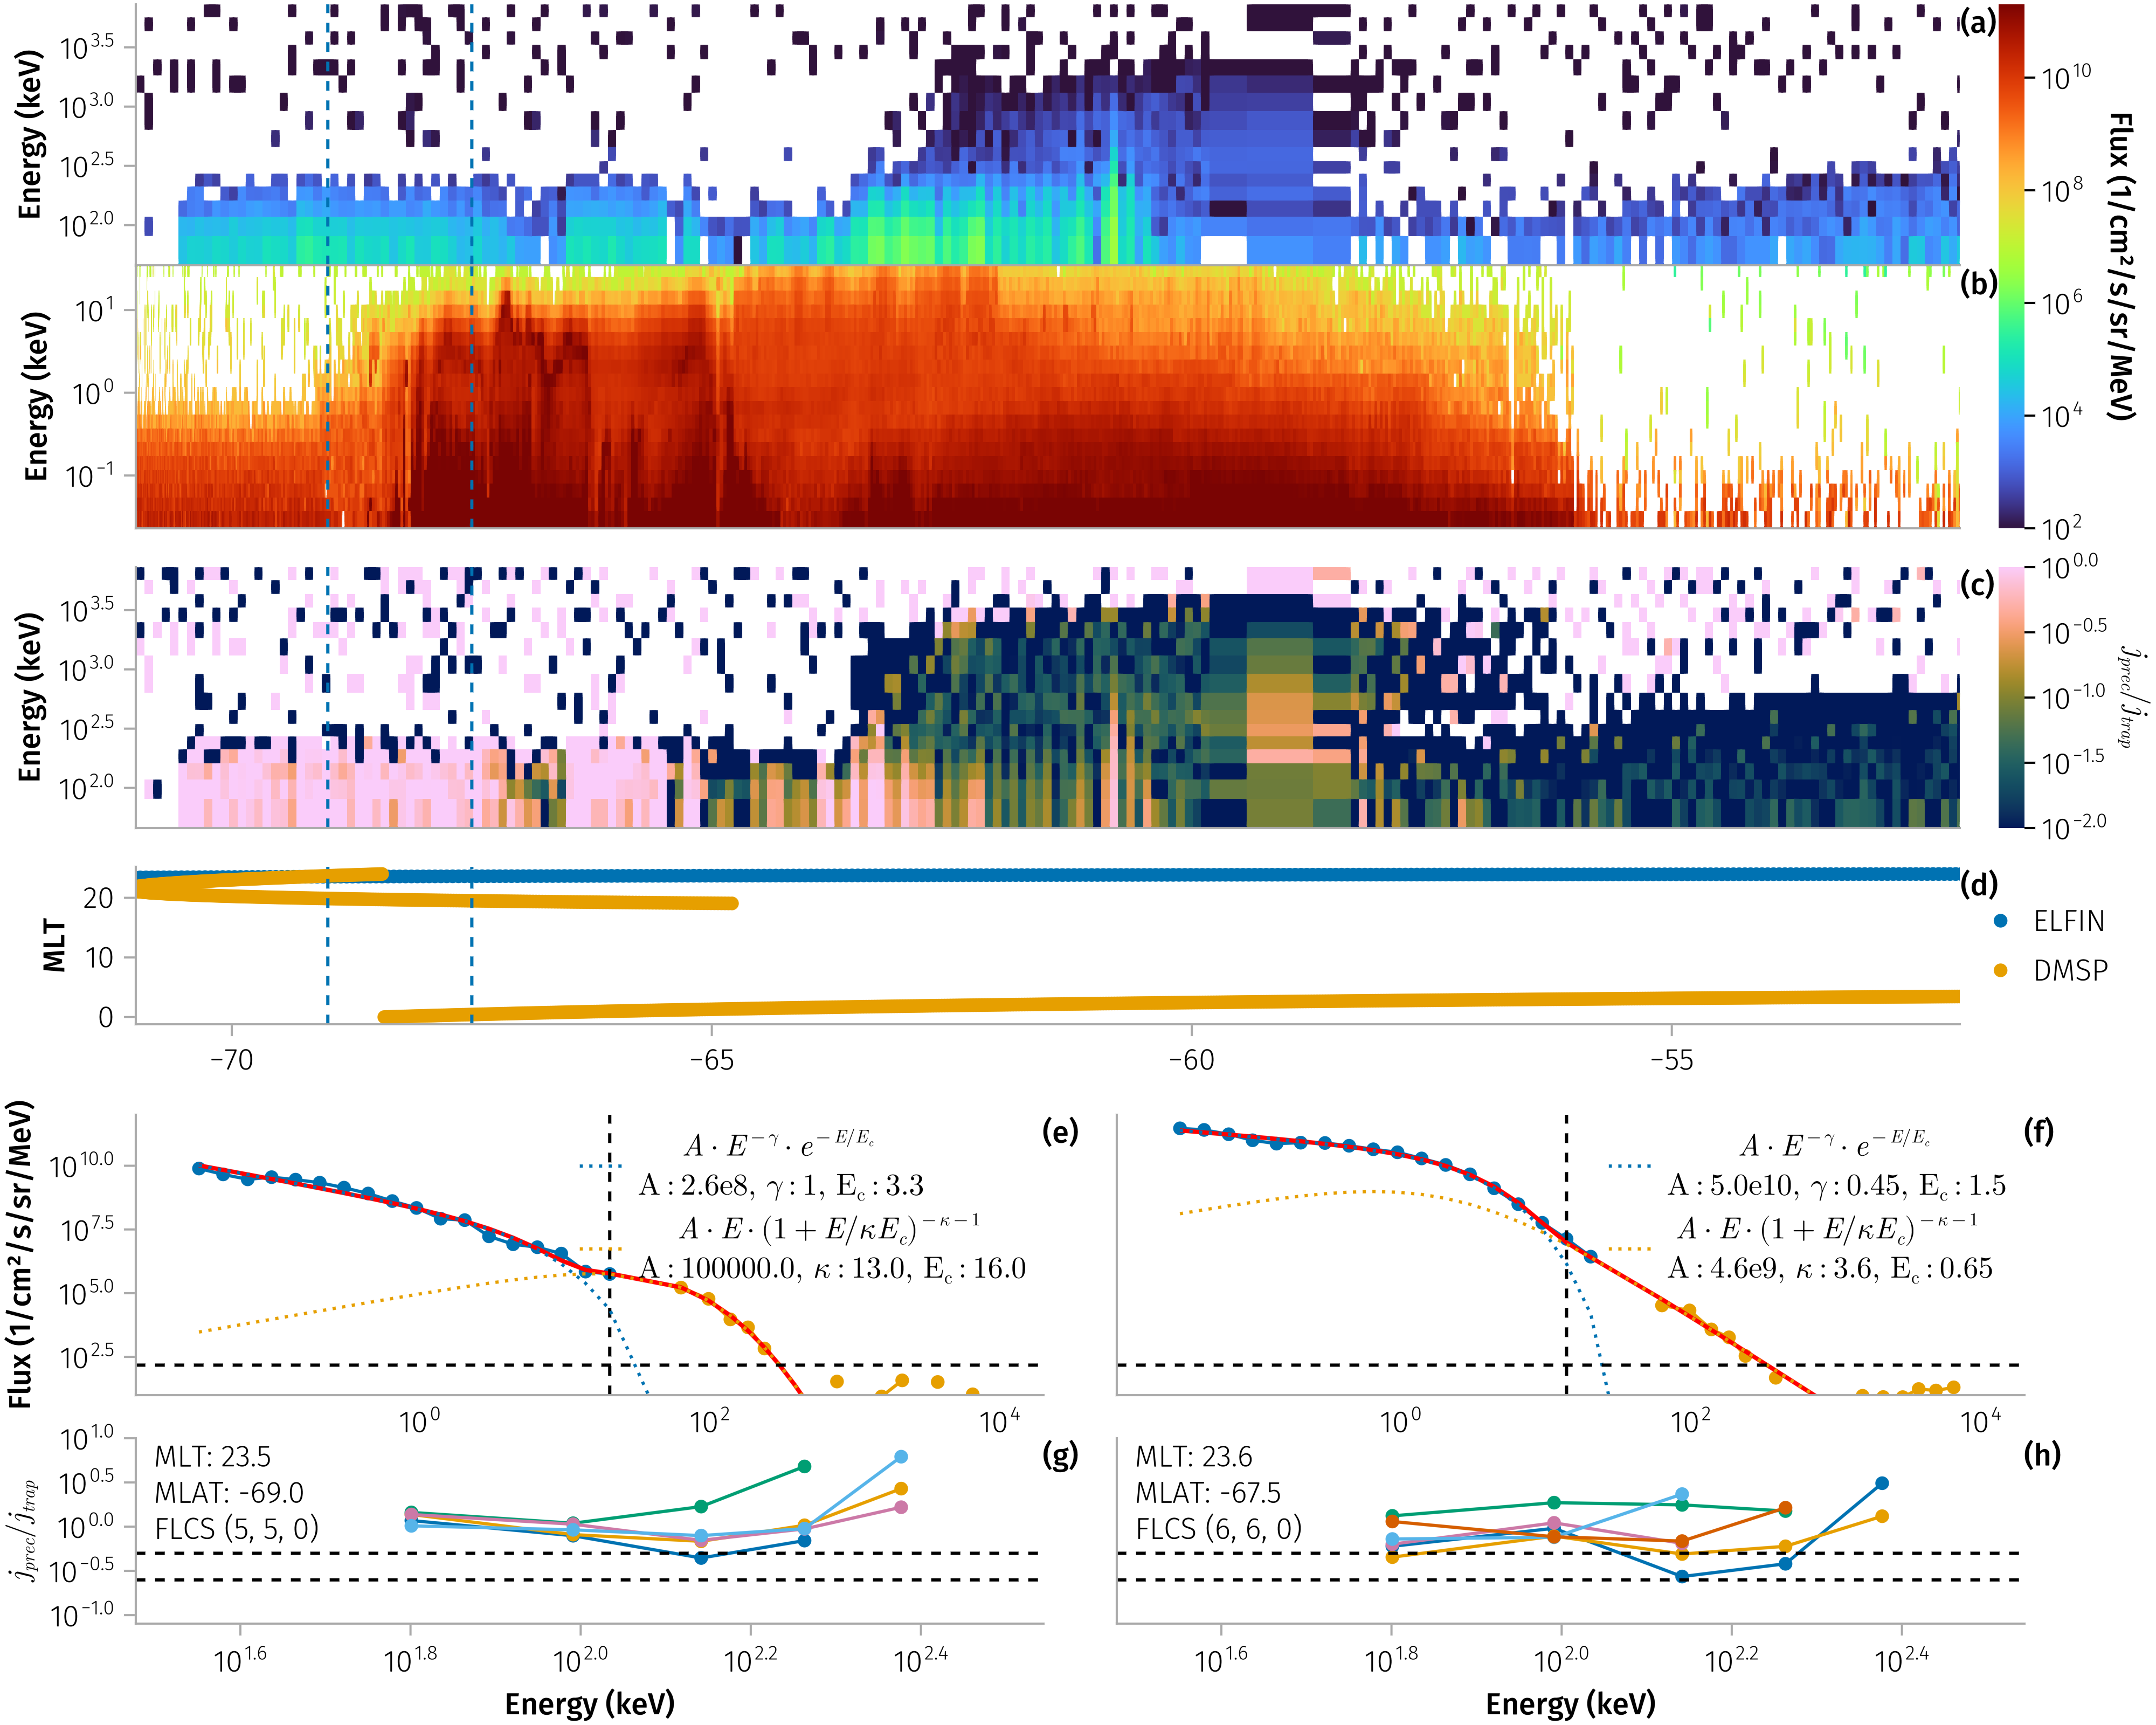 (a)
Energy (keV)
10^3.5
10^3.0
10^2.5
10^2.0
(b)
Energy (keV)
10^1
10^0
10^−1
10^10
10^8
10^6
10^4
10^2
Flux (1/cm²/s/sr/MeV)
(c)
Energy (keV)
10^3.5
10^3.0
10^2.5
10^2.0
10^0.0
10^−0.5
10^−1.0
10^−1.5
10^−2.0
j_prec/j_trap
(d)
MLT
20
10
0
ELFIN
DMSP
−70 −65 −60 −55
(e)
Flux (1/cm²/s/sr/MeV)
10^10.0
10^7.5
10^5.0
10^2.5
A · E^−γ · e^−E/E_c
A : 2.6e8, γ : 1, E_c : 3.3
A · E · (1 + E/κE_c)^−κ−1
A : 100000.0, κ : 13.0, E_c : 16.0
10^0 10^2 10^4
(f)
A · E^−γ · e^−E/E_c
A : 5.0e10, γ : 0.45, E_c : 1.5
A · E · (1 + E/κE_c)^−κ−1
A : 4.6e9, κ : 3.6, E_c : 0.65
10^0 10^2 10^4
(g)
j_prec/j_trap
10^1.0
10^0.5
10^0.0
10^−0.5
10^−1.0
MLT: 23.5
MLAT: -69.0
FLCS (5, 5, 0)
10^1.6 10^1.8 10^2.0 10^2.2 10^2.4
Energy (keV)
(h)
MLT: 23.6
MLAT: -67.5
FLCS (6, 6, 0)
10^1.6 10^1.8 10^2.0 10^2.2 10^2.4
Energy (keV)